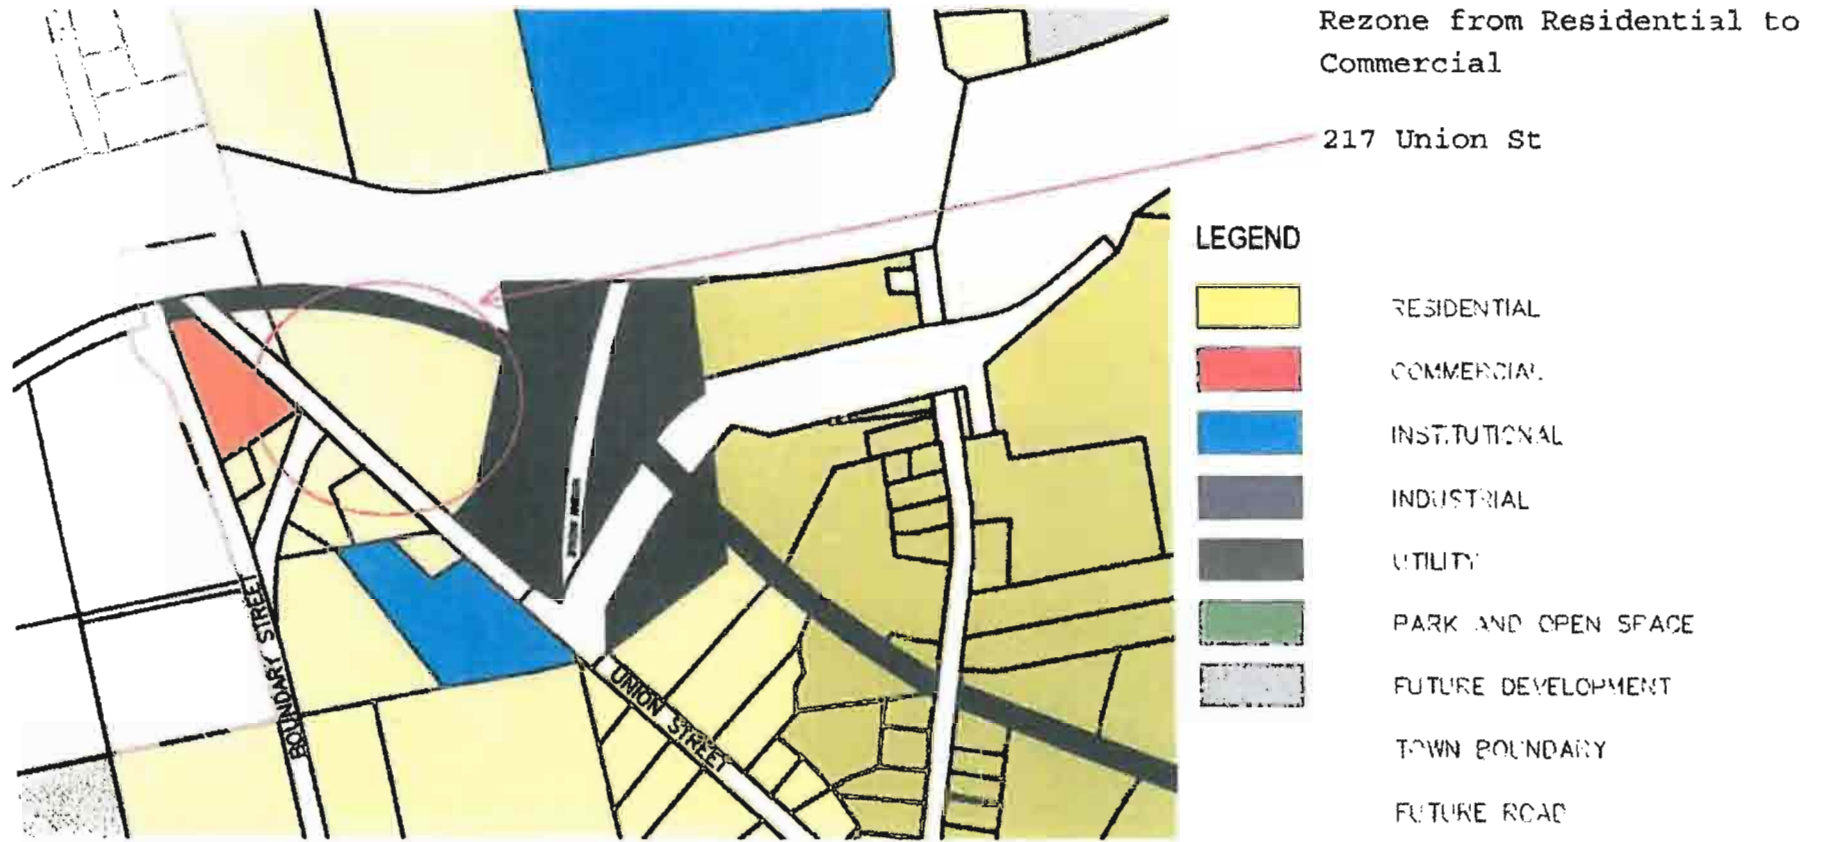 Rezone from Residential to
Commercial
217 Union St
LEGEND
RESIDENTIAL
COMMERCIAL
INSTITUTIONAL
INDUSTRIAL
UTILITY
PARK AND OPEN SPACE
FUTURE DEVELOPMENT
TOWN BOUNDARY
FUTURE ROAD
BOUNDARY STREET
UNION STREET